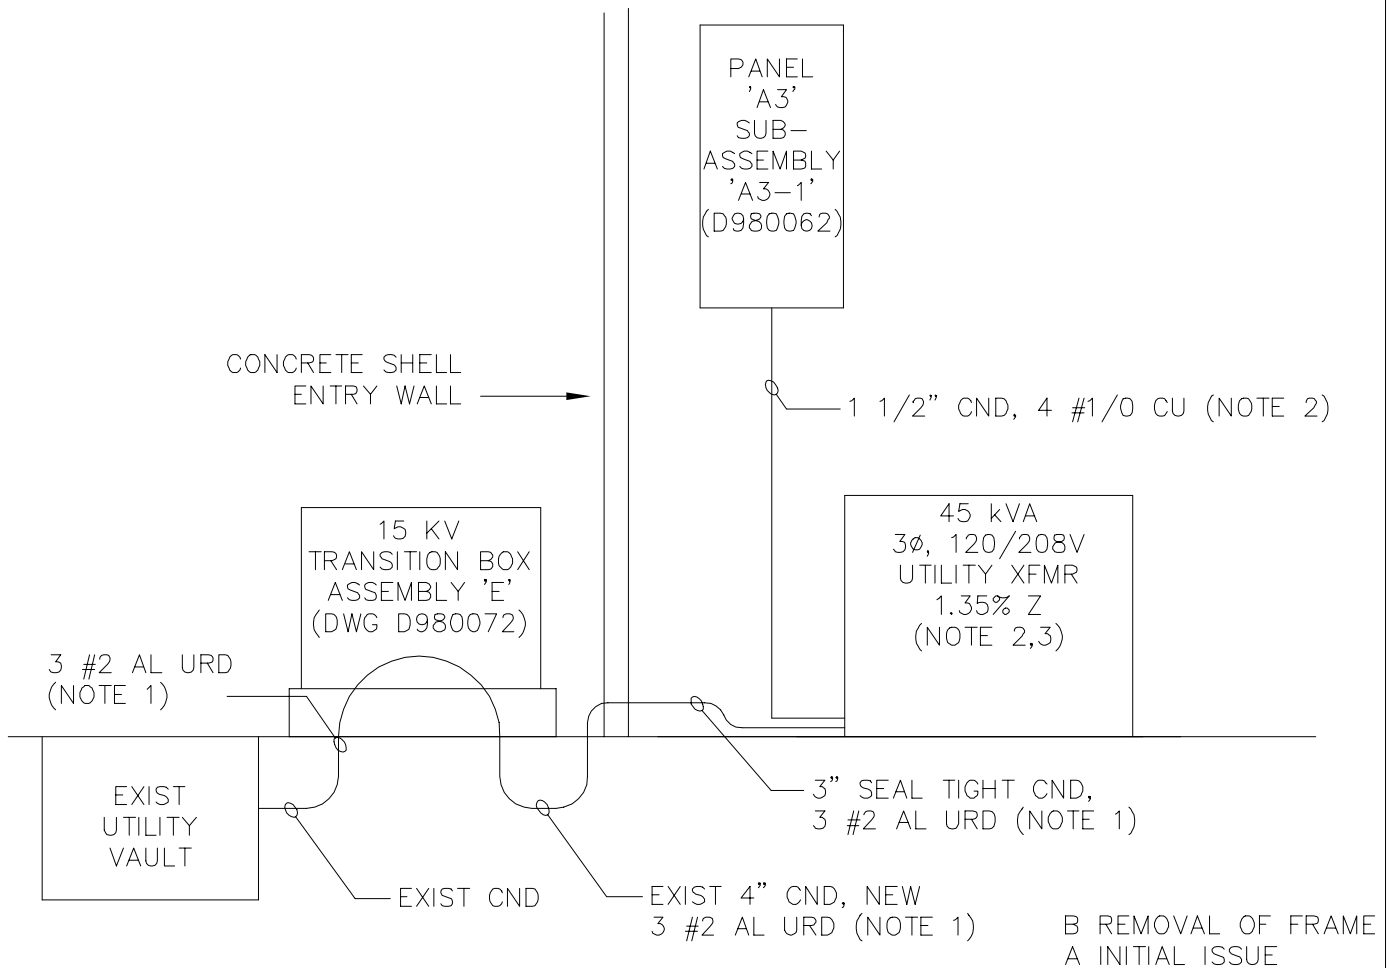 PANEL
'A3'
SUB-
ASSEMBLY
'A3-1'
(D980062)
CONCRETE SHELL
ENTRY WALL
1 1/2" CND, 4 #1/0 CU (NOTE 2)
15 KV
TRANSITION BOX
ASSEMBLY 'E'
(DWG D980072)
45 kVA
3ø, 120/208V
UTILITY XFMR
1.35% Z
(NOTE 2,3)
3 #2 AL URD
(NOTE 1)
EXIST
UTILITY
VAULT
3" SEAL TIGHT CND,
3 #2 AL URD (NOTE 1)
EXIST CND
EXIST 4" CND, NEW
3 #2 AL URD (NOTE 1)
B REMOVAL OF FRAME
A INITIAL ISSUE